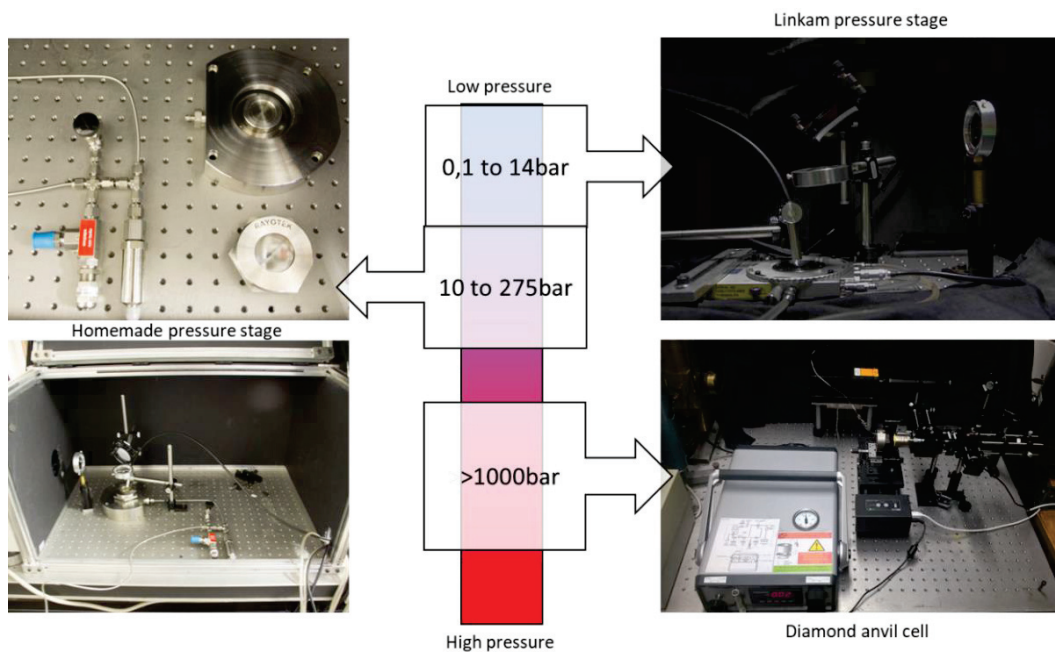 Linkam pressure stage
Low pressure
0,1 to 14bar
10 to 275bar
RAYOTEK
Homemade pressure stage
>1000bar
High pressure
Diamond anvil cell